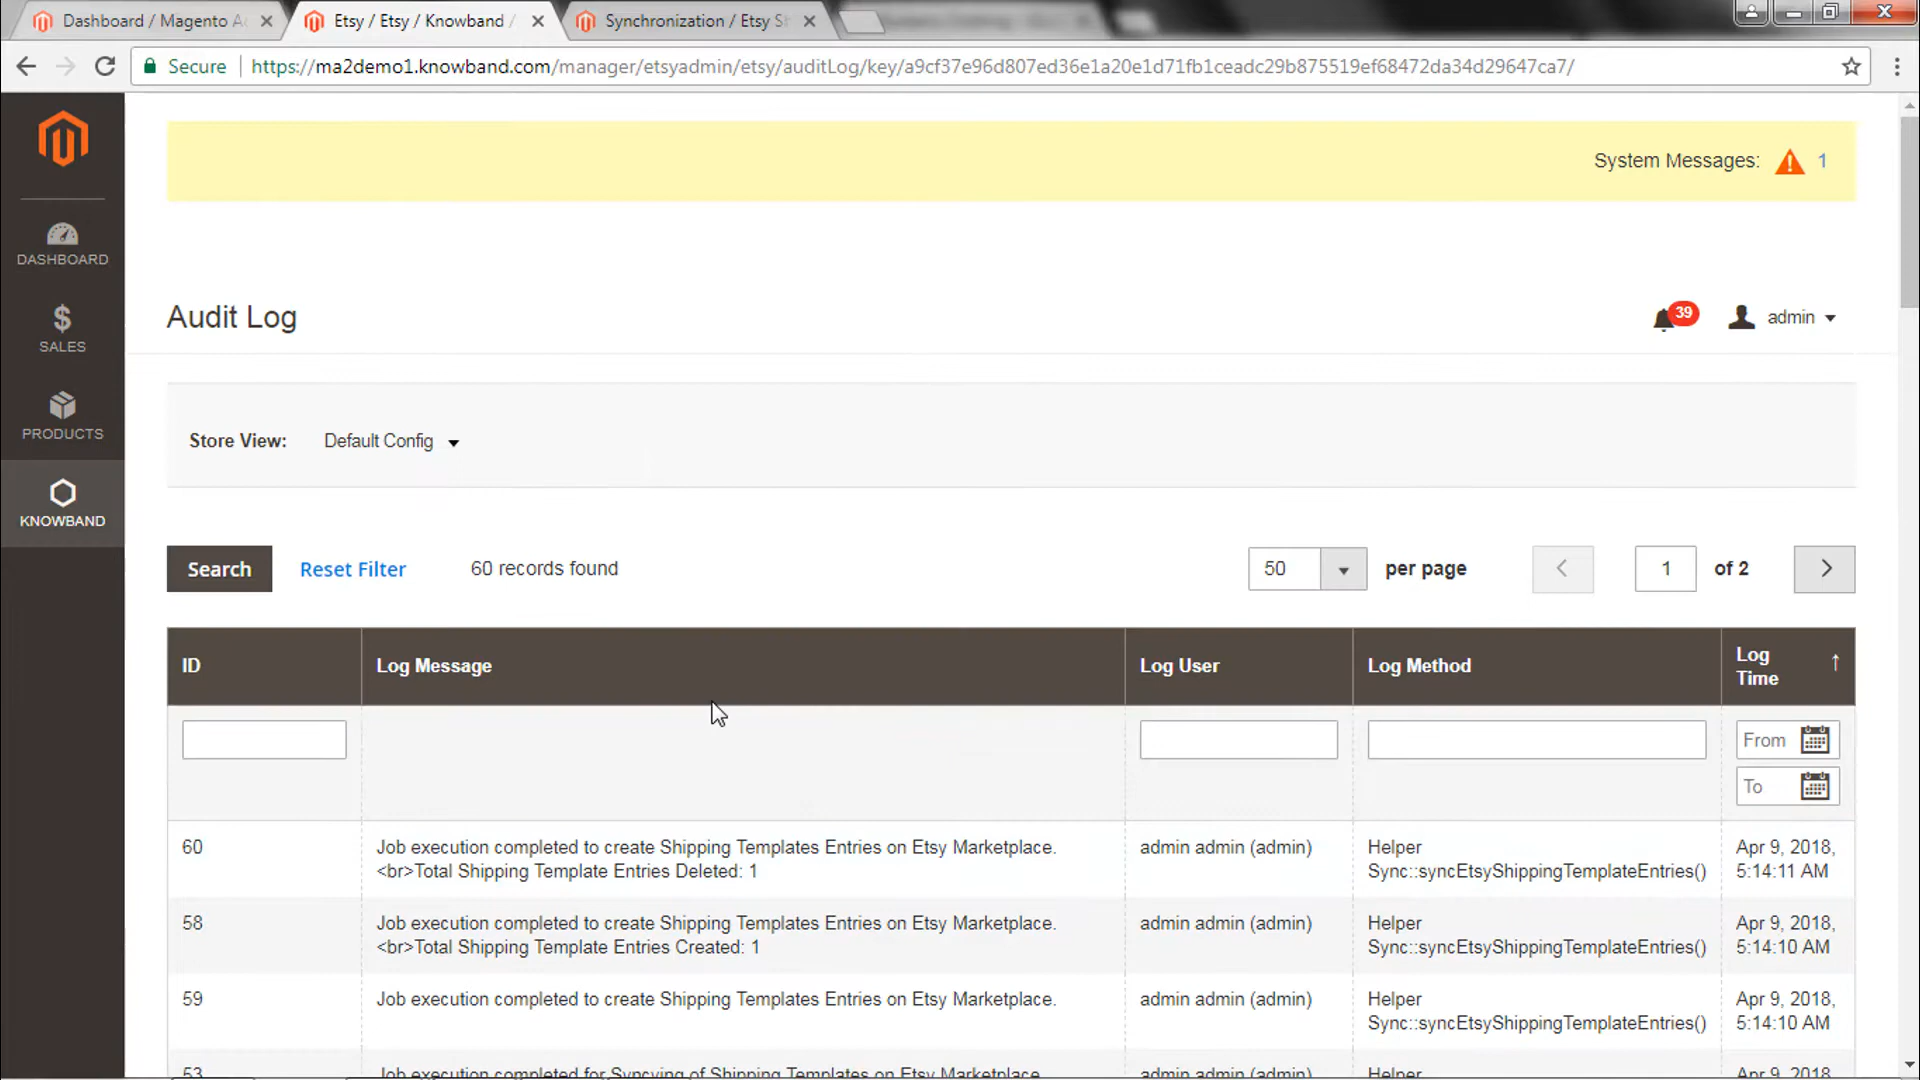 Dashboard / Magento A
Etsy / Etsy / Knowband /
Synchronization / Etsy S
Secure
https://ma2demo1.knowband.com/manager/etsyadmin/etsy/auditLog/key/a9cf37e96d807ed36e1a20e1d71fb1ceadc29b875519ef68472da34d29647ca7/
System Messages: 1
DASHBOARD
Audit Log
39
admin
$
SALES
Store View: Default Config
PRODUCTS
KNOWBAND
Search
Reset Filter
60 records found
50
per page
1
of 2
ID
Log Message
Log User
Log Method
Log
Time
From
To
60
Job execution completed to create Shipping Templates Entries on Etsy Marketplace.
<br>Total Shipping Template Entries Deleted: 1
admin admin (admin)
Helper
Sync::syncEtsyShippingTemplateEntries()
Apr 9, 2018,
5:14:11 AM
58
Job execution completed to create Shipping Templates Entries on Etsy Marketplace.
<br>Total Shipping Template Entries Created: 1
admin admin (admin)
Helper
Sync::syncEtsyShippingTemplateEntries()
Apr 9, 2018,
5:14:10 AM
59
Job execution completed to create Shipping Templates Entries on Etsy Marketplace.
admin admin (admin)
Helper
Sync::syncEtsyShippingTemplateEntries()
Apr 9, 2018,
5:14:10 AM
53
Job execution completed for Syncying of Shipping Templates on Etsy Marketplace.
admin admin (admin)
Helper
Apr 9, 2018,